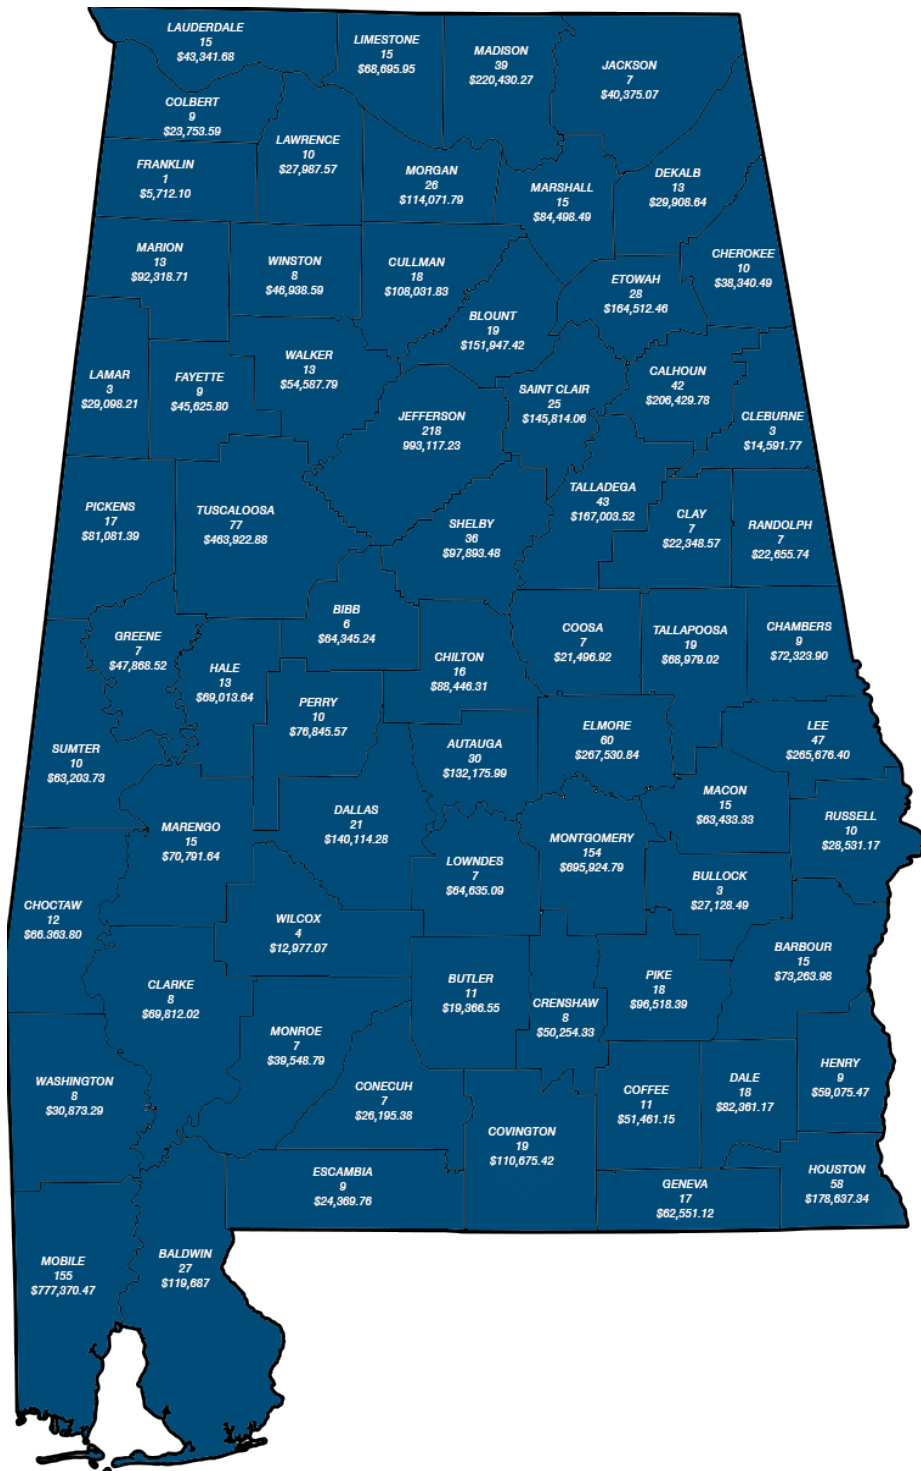 LAUDERDALE
15
$43,341.68
LIMESTONE
15
$68,695.95
MADISON
39
$220,430.27
JACKSON
7
$40,375.07
COLBERT
9
$23,753.59
LAWRENCE
10
$27,987.57
FRANKLIN
1
$5,712.10
MORGAN
26
$114,071.79
MARSHALL
15
$84,498.49
DEKALB
13
$29,908.64
MARION
13
$92,318.71
WINSTON
8
$46,938.59
CULLMAN
18
$108,031.83
CHEROKEE
10
$38,340.49
ETOWAH
28
$164,512.46
BLOUNT
19
$151,947.42
WALKER
13
$54,587.79
LAMAR
3
$29,098.21
FAYETTE
9
$45,625.80
SAINT CLAIR
25
$145,814.06
CALHOUN
42
$206,429.78
JEFFERSON
218
993,117.23
CLEBURNE
3
$14,591.77
PICKENS
17
$81,081.39
TUSCALOOSA
77
$463,922.88
TALLADEGA
43
$167,003.52
SHELBY
36
$97,893.48
CLAY
7
$22,348.57
RANDOLPH
7
$22,655.74
BIBB
6
$64,345.24
GREENE
7
$47,868.52
HALE
13
$69,013.64
COOSA
7
$21,496.92
TALLAPOOSA
19
$68,979.02
CHAMBERS
9
$72,323.90
CHILTON
16
$88,446.31
PERRY
10
$76,845.57
SUMTER
10
$63,203.73
AUTAUGA
30
$132,175.99
ELMORE
60
$267,530.84
LEE
47
$265,676.40
MARENGO
15
$70,791.64
DALLAS
21
$140,114.28
MACON
15
$63,433.33
RUSSELL
10
$28,531.17
LOWNDES
7
$64,635.09
MONTGOMERY
154
$695,924.79
BULLOCK
3
$27,128.49
CHOCTAW
12
$66.363.80
WILCOX
4
$12,977.07
BARBOUR
15
$73,263.98
CLARKE
8
$69,812.02
BUTLER
11
$19,366.55
CRENSHAW
8
$50,254.33
PIKE
18
$96,518.39
MONROE
7
$39,548.79
WASHINGTON
8
$30,873.29
CONECUH
7
$26,195.38
COFFEE
11
$51,461.15
DALE
18
$82,361.17
HENRY
9
$59,075.47
COVINGTON
19
$110,675.42
ESCAMBIA
9
$24,369.76
GENEVA
17
$62,551.12
HOUSTON
58
$178,637.34
MOBILE
155
$777,370.47
BALDWIN
27
$119,687